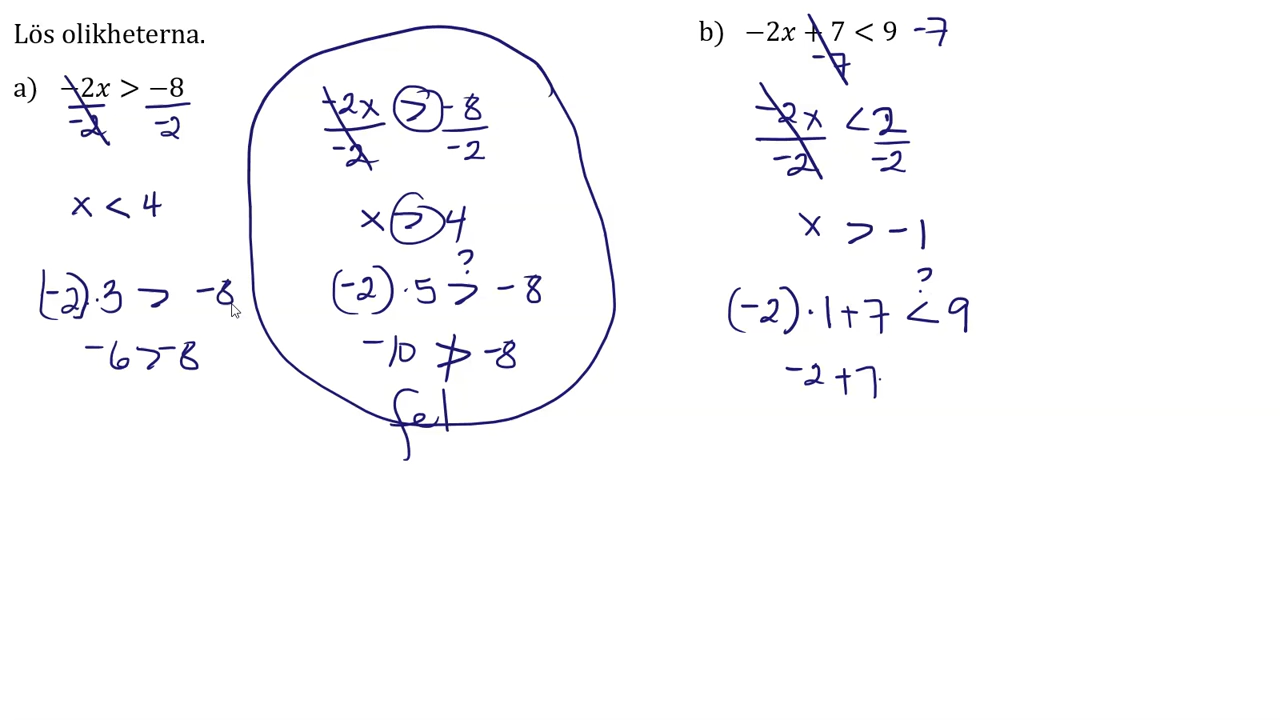 Lös olikheterna.
a) −2x > −8
-2 -2
x < 4
(-2)·3 > -8
-6 > -8
-2x > -8
-2 -2
x > 4
?
(-2)·5 > -8
-10 ≯ -8
fel
b) −2x + 7 < 9 -7
-7
-2x < 2
-2 -2
x > -1
?
(-2)·1+7 < 9
-2+7